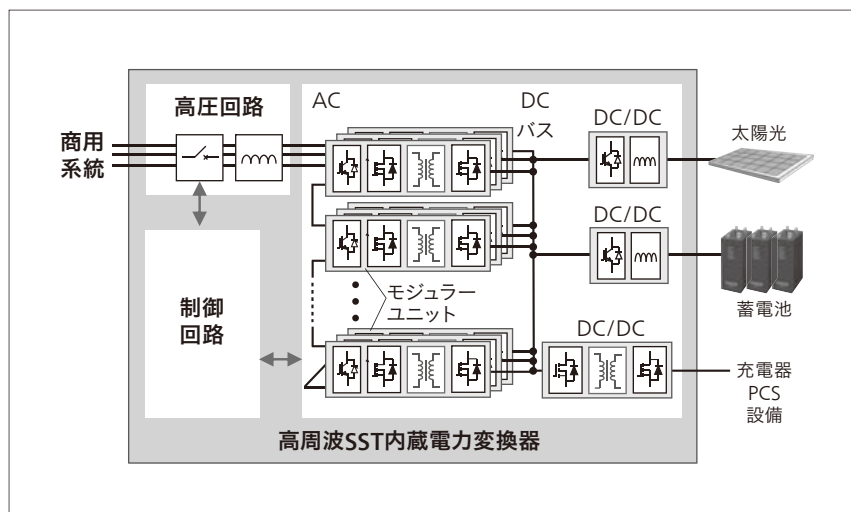 高圧回路
AC
DC
バス
DC/DC
太陽光
商用
系統
DC/DC
蓄電池
制御
回路
モジュラー
ユニット
DC/DC
充電器
PCS
設備
高周波SST内蔵電力変換器